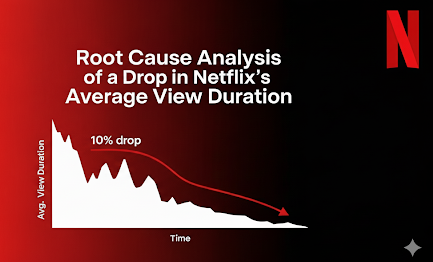 Root Cause Analysis
of a Drop in Netflix's
Average View Duration
N
10% drop
Avg. View Duration
Time